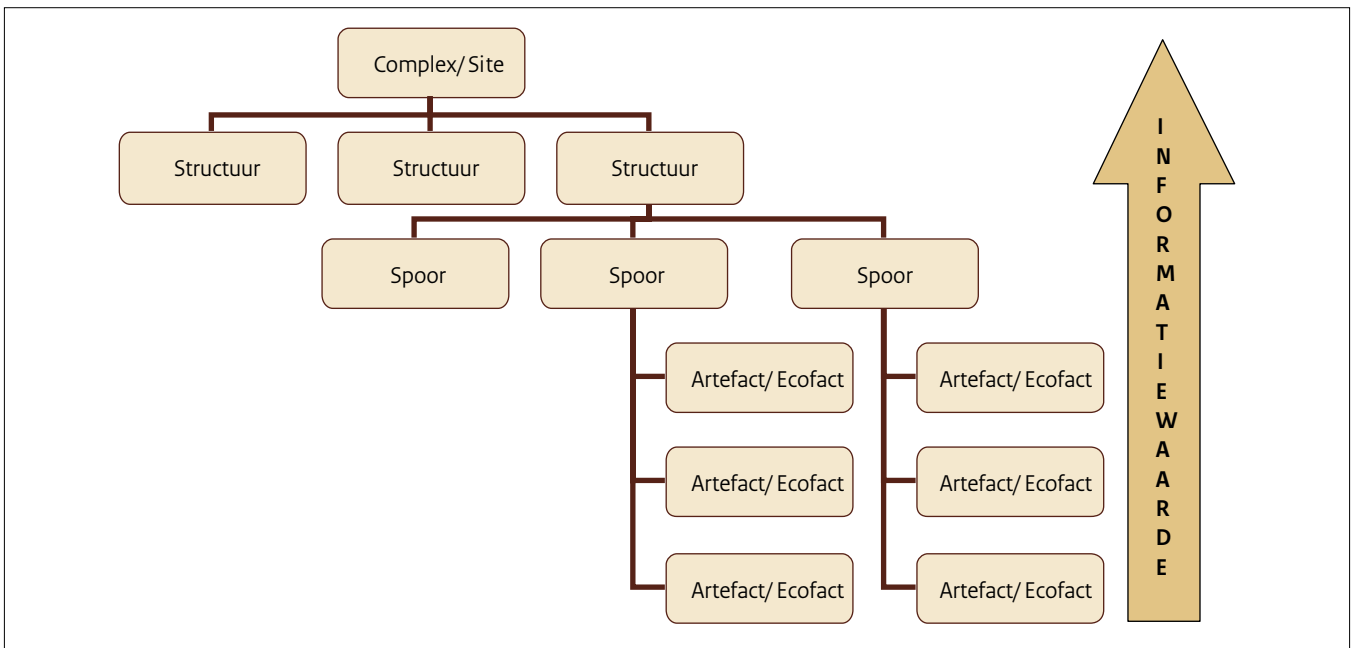 Complex/ Site
Structuur
Structuur
Structuur
Spoor
Spoor
Spoor
Artefact/ Ecofact
Artefact/ Ecofact
Artefact/ Ecofact
Artefact/ Ecofact
Artefact/ Ecofact
Artefact/ Ecofact
INFORMATIEWAARDE